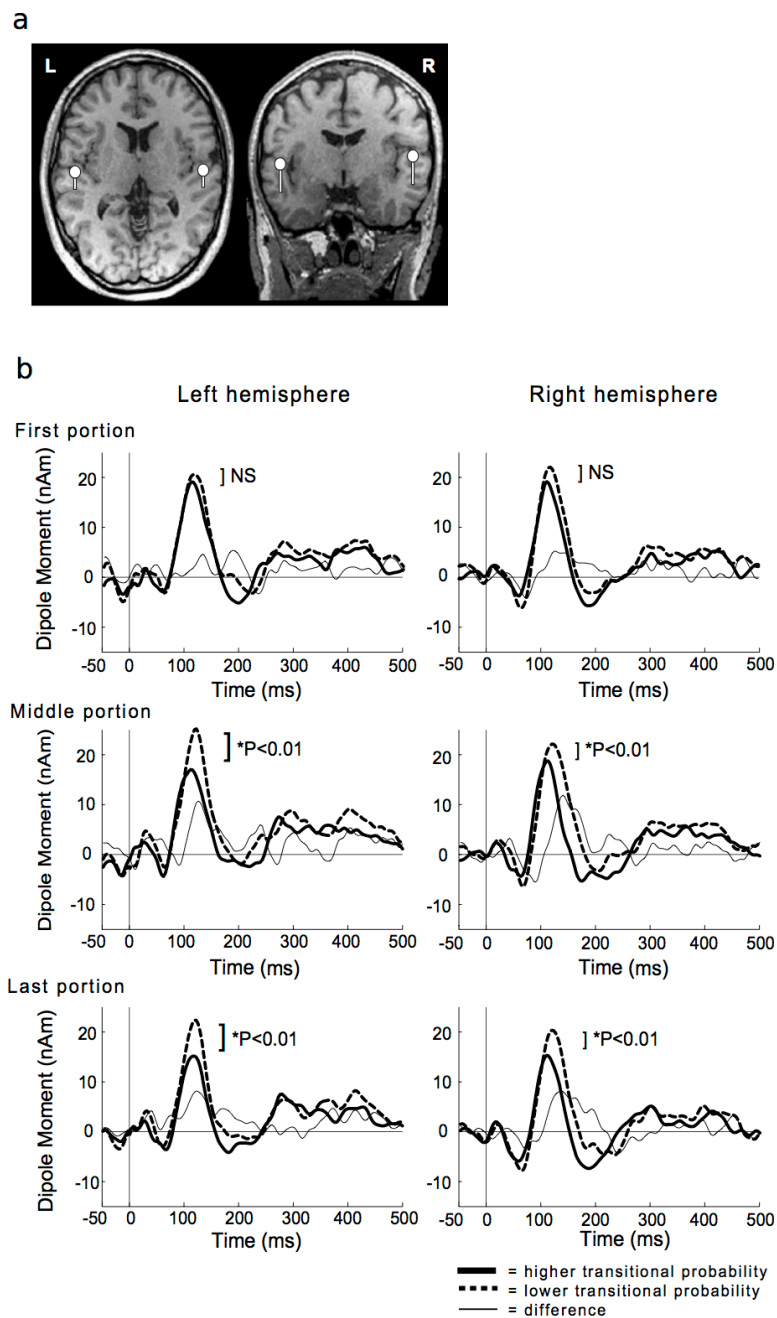 a
L R
b
Left hemisphere Right hemisphere
First portion
Dipole Moment (nAm)
20
10
0
-10
] NS
-50 0 100 200 300 400 500
Time (ms)
20
10
0
-10
] NS
-50 0 100 200 300 400 500
Time (ms)
Middle portion
Dipole Moment (nAm)
20
10
0
-10
] *P<0.01
-50 0 100 200 300 400 500
Time (ms)
20
10
0
-10
] *P<0.01
-50 0 100 200 300 400 500
Time (ms)
Last portion
Dipole Moment (nAm)
20
10
0
-10
] *P<0.01
-50 0 100 200 300 400 500
Time (ms)
20
10
0
-10
] *P<0.01
-50 0 100 200 300 400 500
Time (ms)
= higher transitional probability
= lower transitional probability
= difference